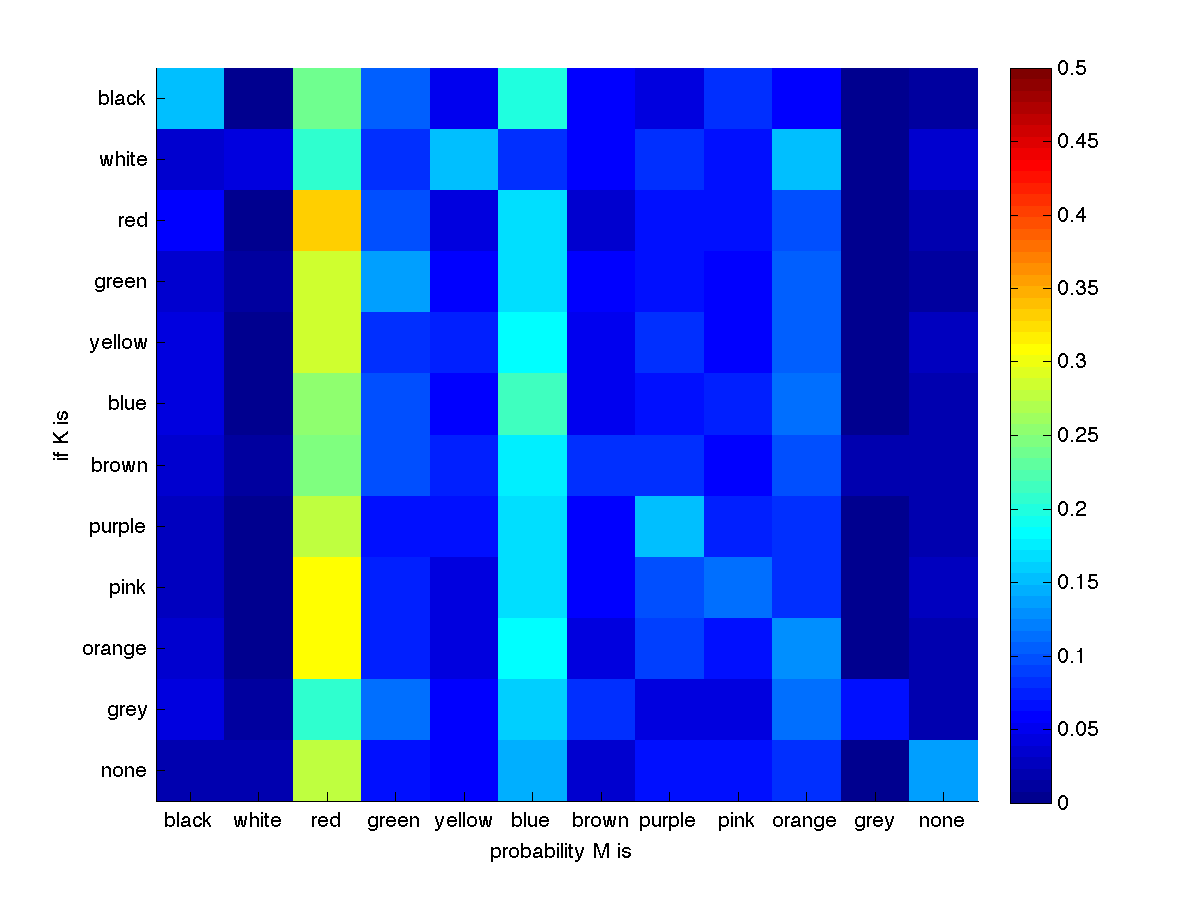 black
white
red
green
yellow
blue
brown
purple
pink
orange
grey
none
if K is
black white red green yellow blue brown purple pink orange grey none
probability M is
0.5
0.45
0.4
0.35
0.3
0.25
0.2
0.15
0.1
0.05
0